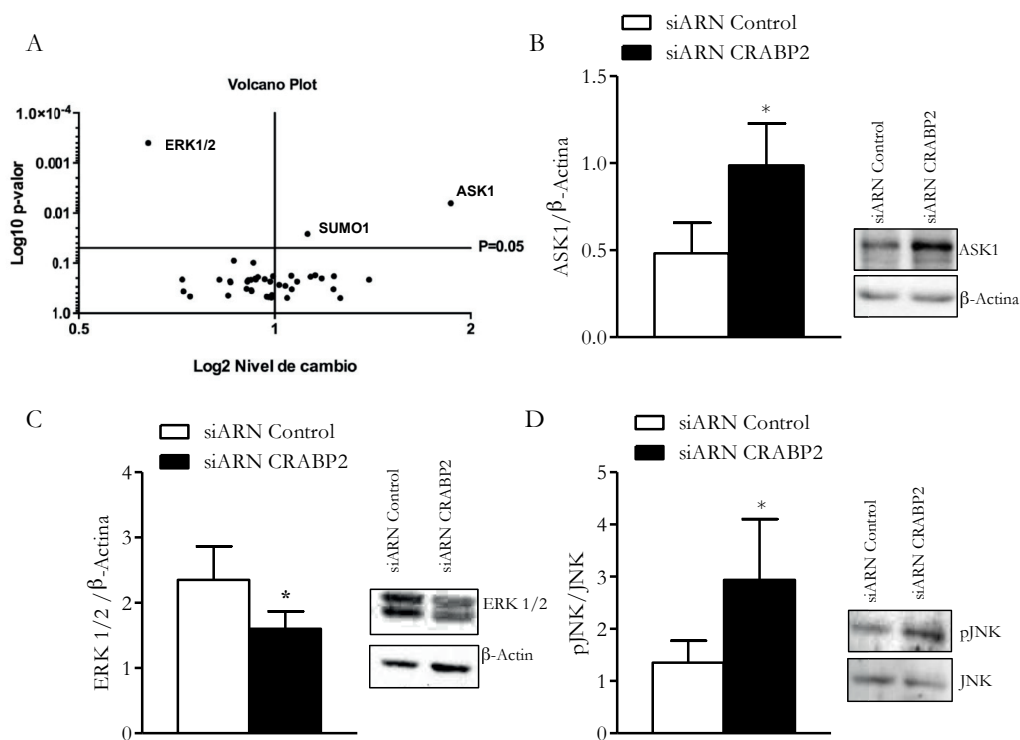 A
Volcano Plot
1.0×10⁻⁴
0.001
0.01
0.1
1.0
Log10 p-valor
ERK1/2
ASK1
SUMO1
P=0.05
0.5
1
2
Log2 Nivel de cambio
B
siARN Control
siARN CRABP2
1.5
1.0
0.5
0.0
ASK1/β-Actina
*
siARN Control
siARN CRABP2
ASK1
β-Actina
C
siARN Control
siARN CRABP2
4
3
2
1
0
ERK 1/2 /β-Actina
*
siARN Control
siARN CRABP2
ERK 1/2
β-Actin
D
siARN Control
siARN CRABP2
5
4
3
2
1
0
pJNK/JNK
*
siARN Control
siARN CRABP2
pJNK
JNK